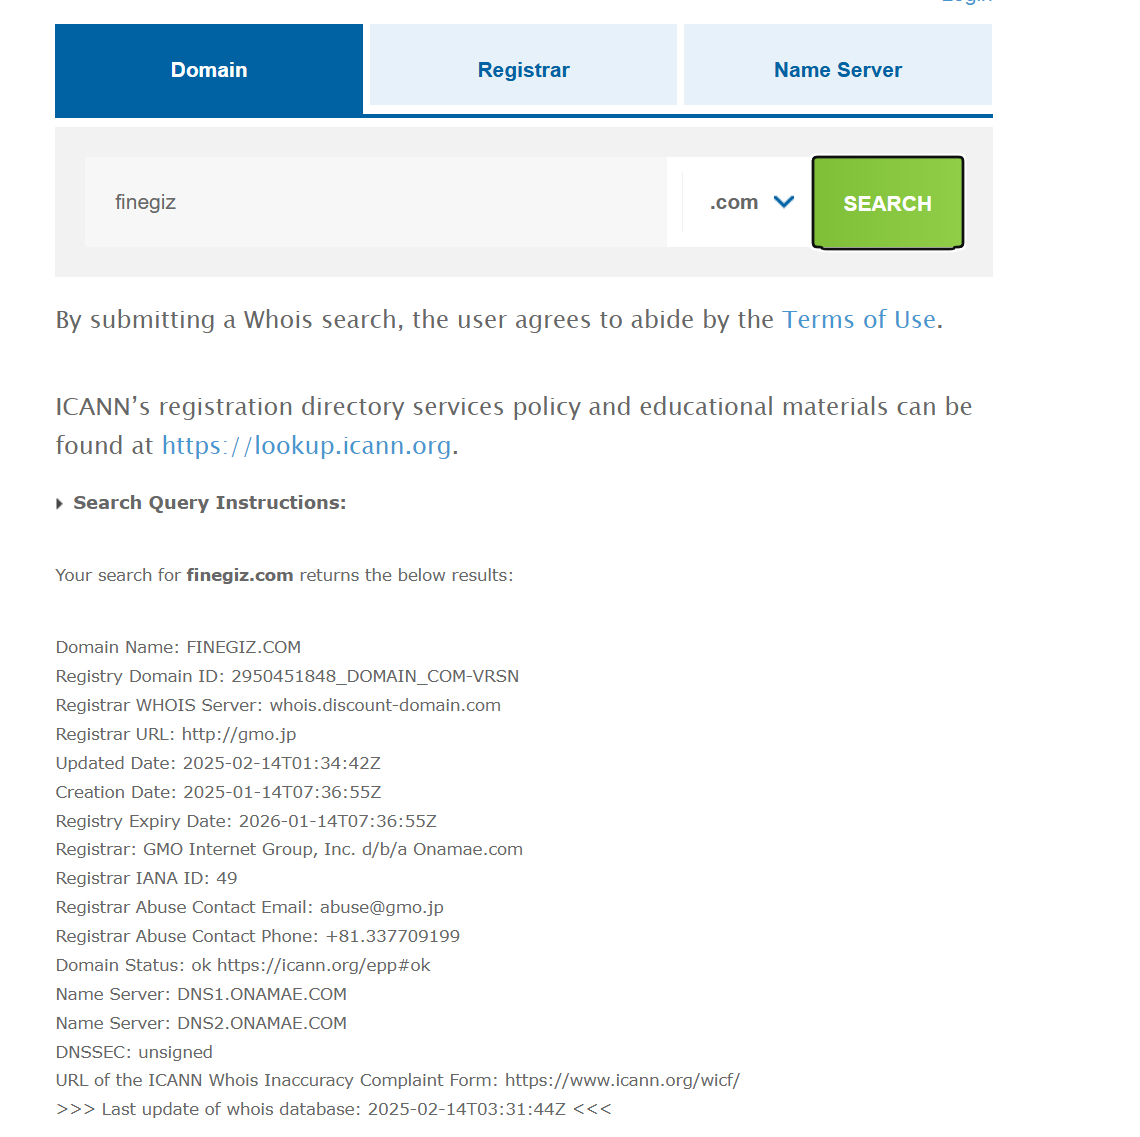 Login
Domain
Registrar
Name Server
finegiz
.com
SEARCH
By submitting a Whois search, the user agrees to abide by the Terms of Use.
ICANN’s registration directory services policy and educational materials can be
found at https://lookup.icann.org.
Search Query Instructions:
Your search for finegiz.com returns the below results:
Domain Name: FINEGIZ.COM
Registry Domain ID: 2950451848_DOMAIN_COM-VRSN
Registrar WHOIS Server: whois.discount-domain.com
Registrar URL: http://gmo.jp
Updated Date: 2025-02-14T01:34:42Z
Creation Date: 2025-01-14T07:36:55Z
Registry Expiry Date: 2026-01-14T07:36:55Z
Registrar: GMO Internet Group, Inc. d/b/a Onamae.com
Registrar IANA ID: 49
Registrar Abuse Contact Email: abuse@gmo.jp
Registrar Abuse Contact Phone: +81.337709199
Domain Status: ok https://icann.org/epp#ok
Name Server: DNS1.ONAMAE.COM
Name Server: DNS2.ONAMAE.COM
DNSSEC: unsigned
URL of the ICANN Whois Inaccuracy Complaint Form: https://www.icann.org/wicf/
>>> Last update of whois database: 2025-02-14T03:31:44Z <<<